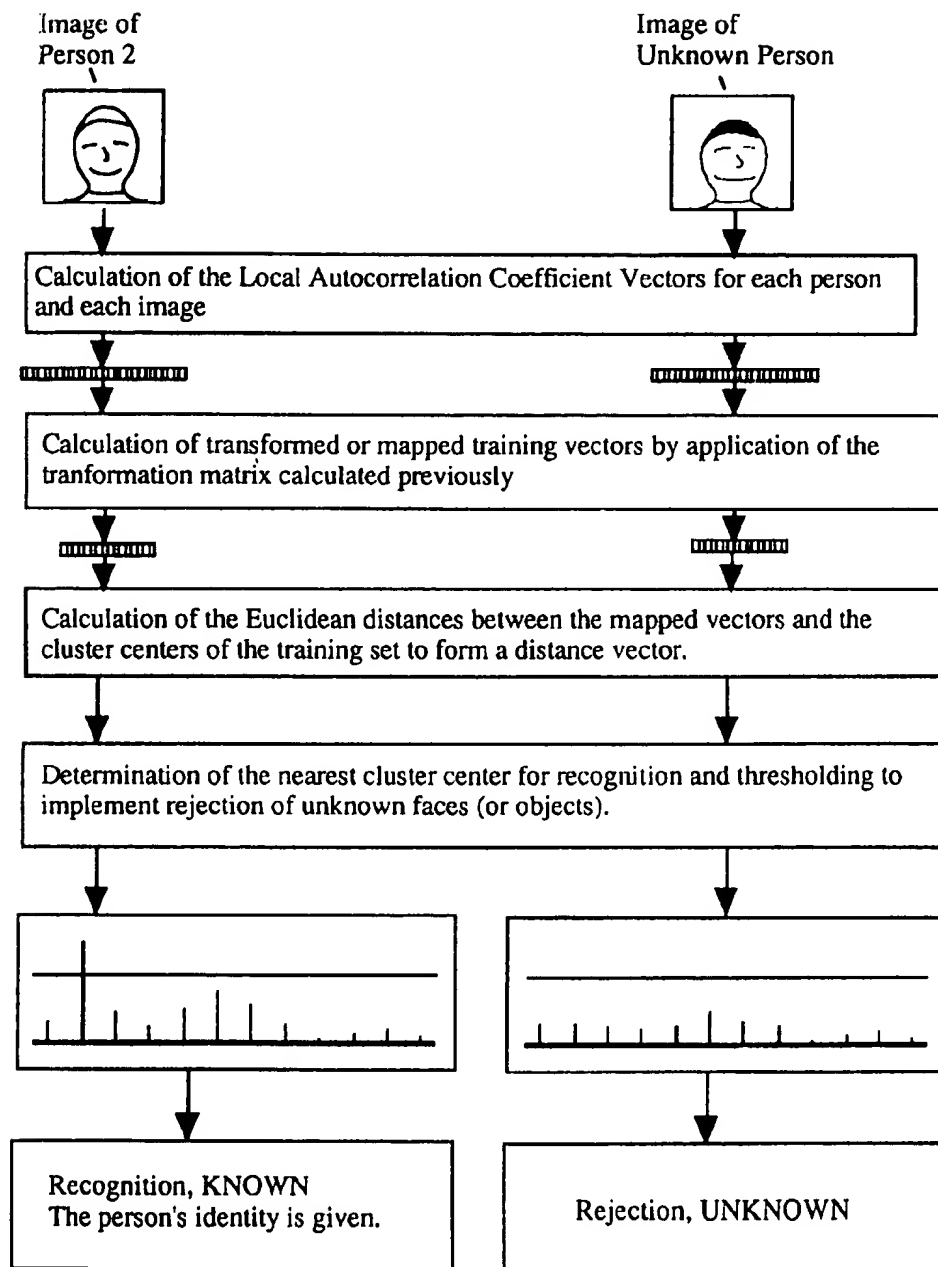 Image of
Person 2
Image of
Unknown Person
Calculation of the Local Autocorrelation Coefficient Vectors for each person
and each image
Calculation of transformed or mapped training vectors by application of the
tranformation matrix calculated previously
Calculation of the Euclidean distances between the mapped vectors and the
cluster centers of the training set to form a distance vector.
Determination of the nearest cluster center for recognition and thresholding to
implement rejection of unknown faces (or objects).
Recognition, KNOWN
The person's identity is given.
Rejection, UNKNOWN